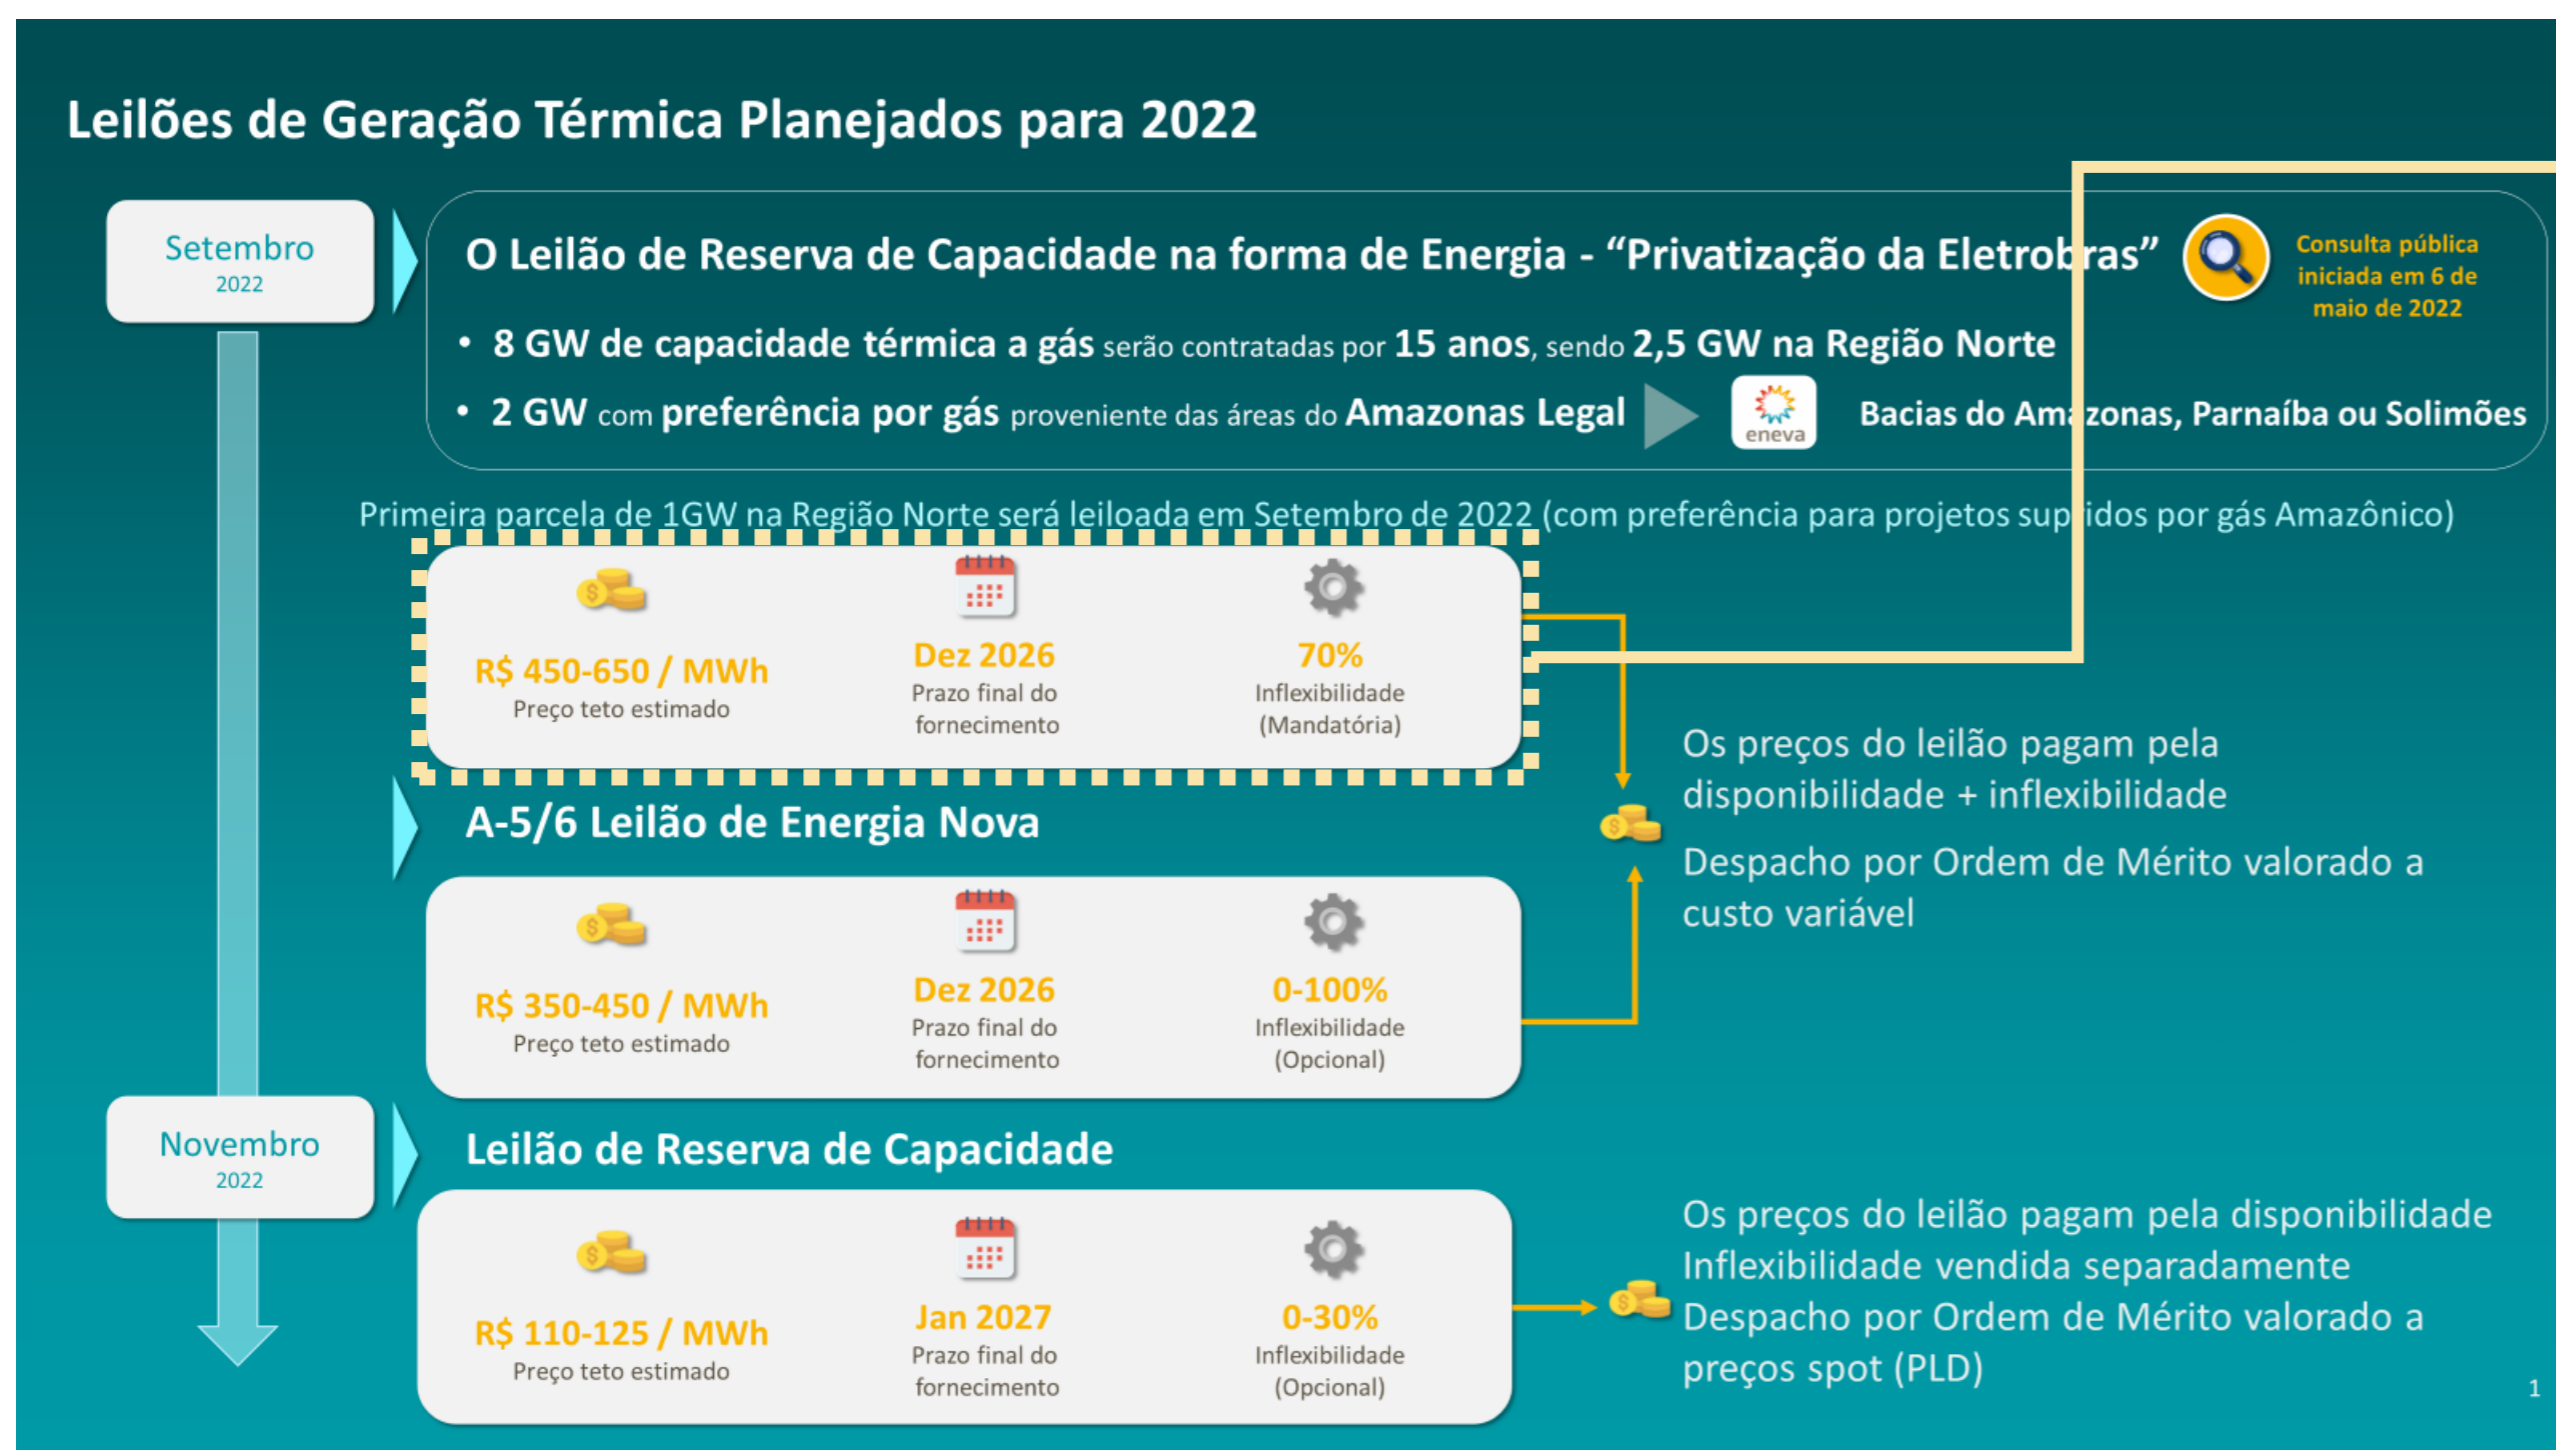 Leilões de Geração Térmica Planejados para 2022
Setembro
2022
O Leilão de Reserva de Capacidade na forma de Energia - “Privatização da Eletrobras”
Consulta pública
iniciada em 6 de
maio de 2022
• 8 GW de capacidade térmica a gás serão contratadas por 15 anos, sendo 2,5 GW na Região Norte
• 2 GW com preferência por gás proveniente das áreas do Amazonas Legal
eneva
Bacias do Amazonas, Parnaíba ou Solimões
Primeira parcela de 1GW na Região Norte será leiloada em Setembro de 2022 (com preferência para projetos supridos por gás Amazônico)
R$ 450-650 / MWh
Preço teto estimado
Dez 2026
Prazo final do
fornecimento
70%
Inflexibilidade
(Mandatória)
Os preços do leilão pagam pela
disponibilidade + inflexibilidade
Despacho por Ordem de Mérito valorado a
custo variável
A-5/6 Leilão de Energia Nova
R$ 350-450 / MWh
Preço teto estimado
Dez 2026
Prazo final do
fornecimento
0-100%
Inflexibilidade
(Opcional)
Novembro
2022
Leilão de Reserva de Capacidade
R$ 110-125 / MWh
Preço teto estimado
Jan 2027
Prazo final do
fornecimento
0-30%
Inflexibilidade
(Opcional)
Os preços do leilão pagam pela disponibilidade
Inflexibilidade vendida separadamente
Despacho por Ordem de Mérito valorado a
preços spot (PLD)
1